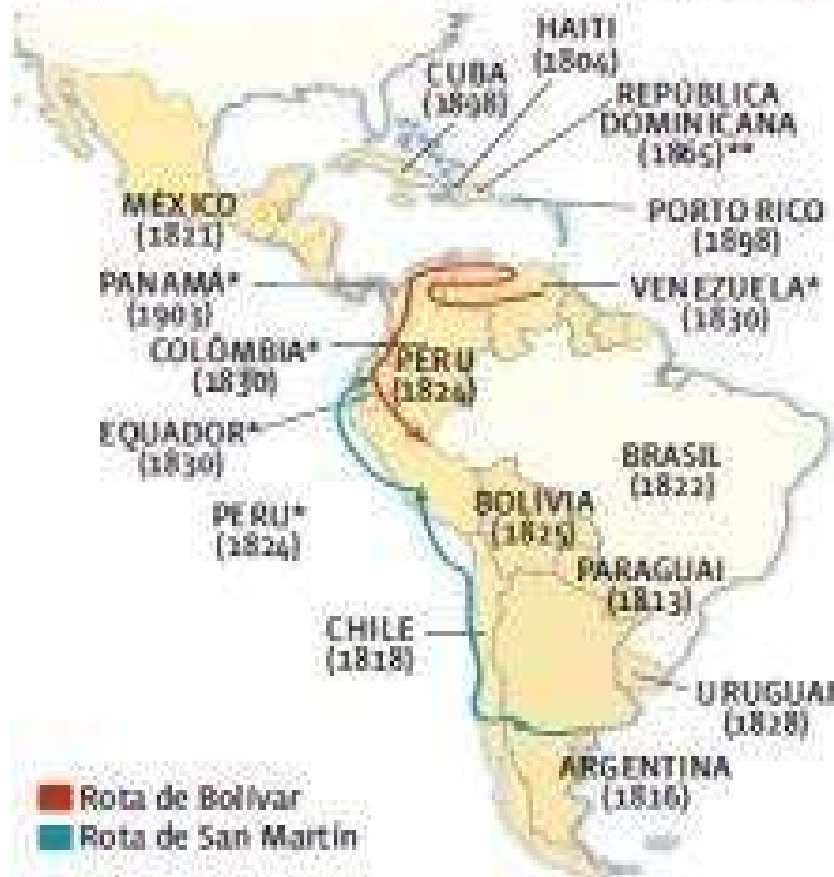 HAITI
(1804)
CUBA
(1898)
REPÚBLICA
DOMINICANA
(1865)**
MÉXICO
(1821)
PORTO RICO
(1898)
PANAMÁ*
(1903)
VENEZUELA*
(1830)
COLÔMBIA*
(1830)
PERU
(1824)
EQUADOR*
(1830)
BRASIL
(1822)
PERU*
(1824)
BOLÍVIA
(1825)
PARAGUAI
(1813)
CHILE
(1818)
URUGUAI
(1828)
ARGENTINA
(1816)
Rota de Bolívar
Rota de San Martín